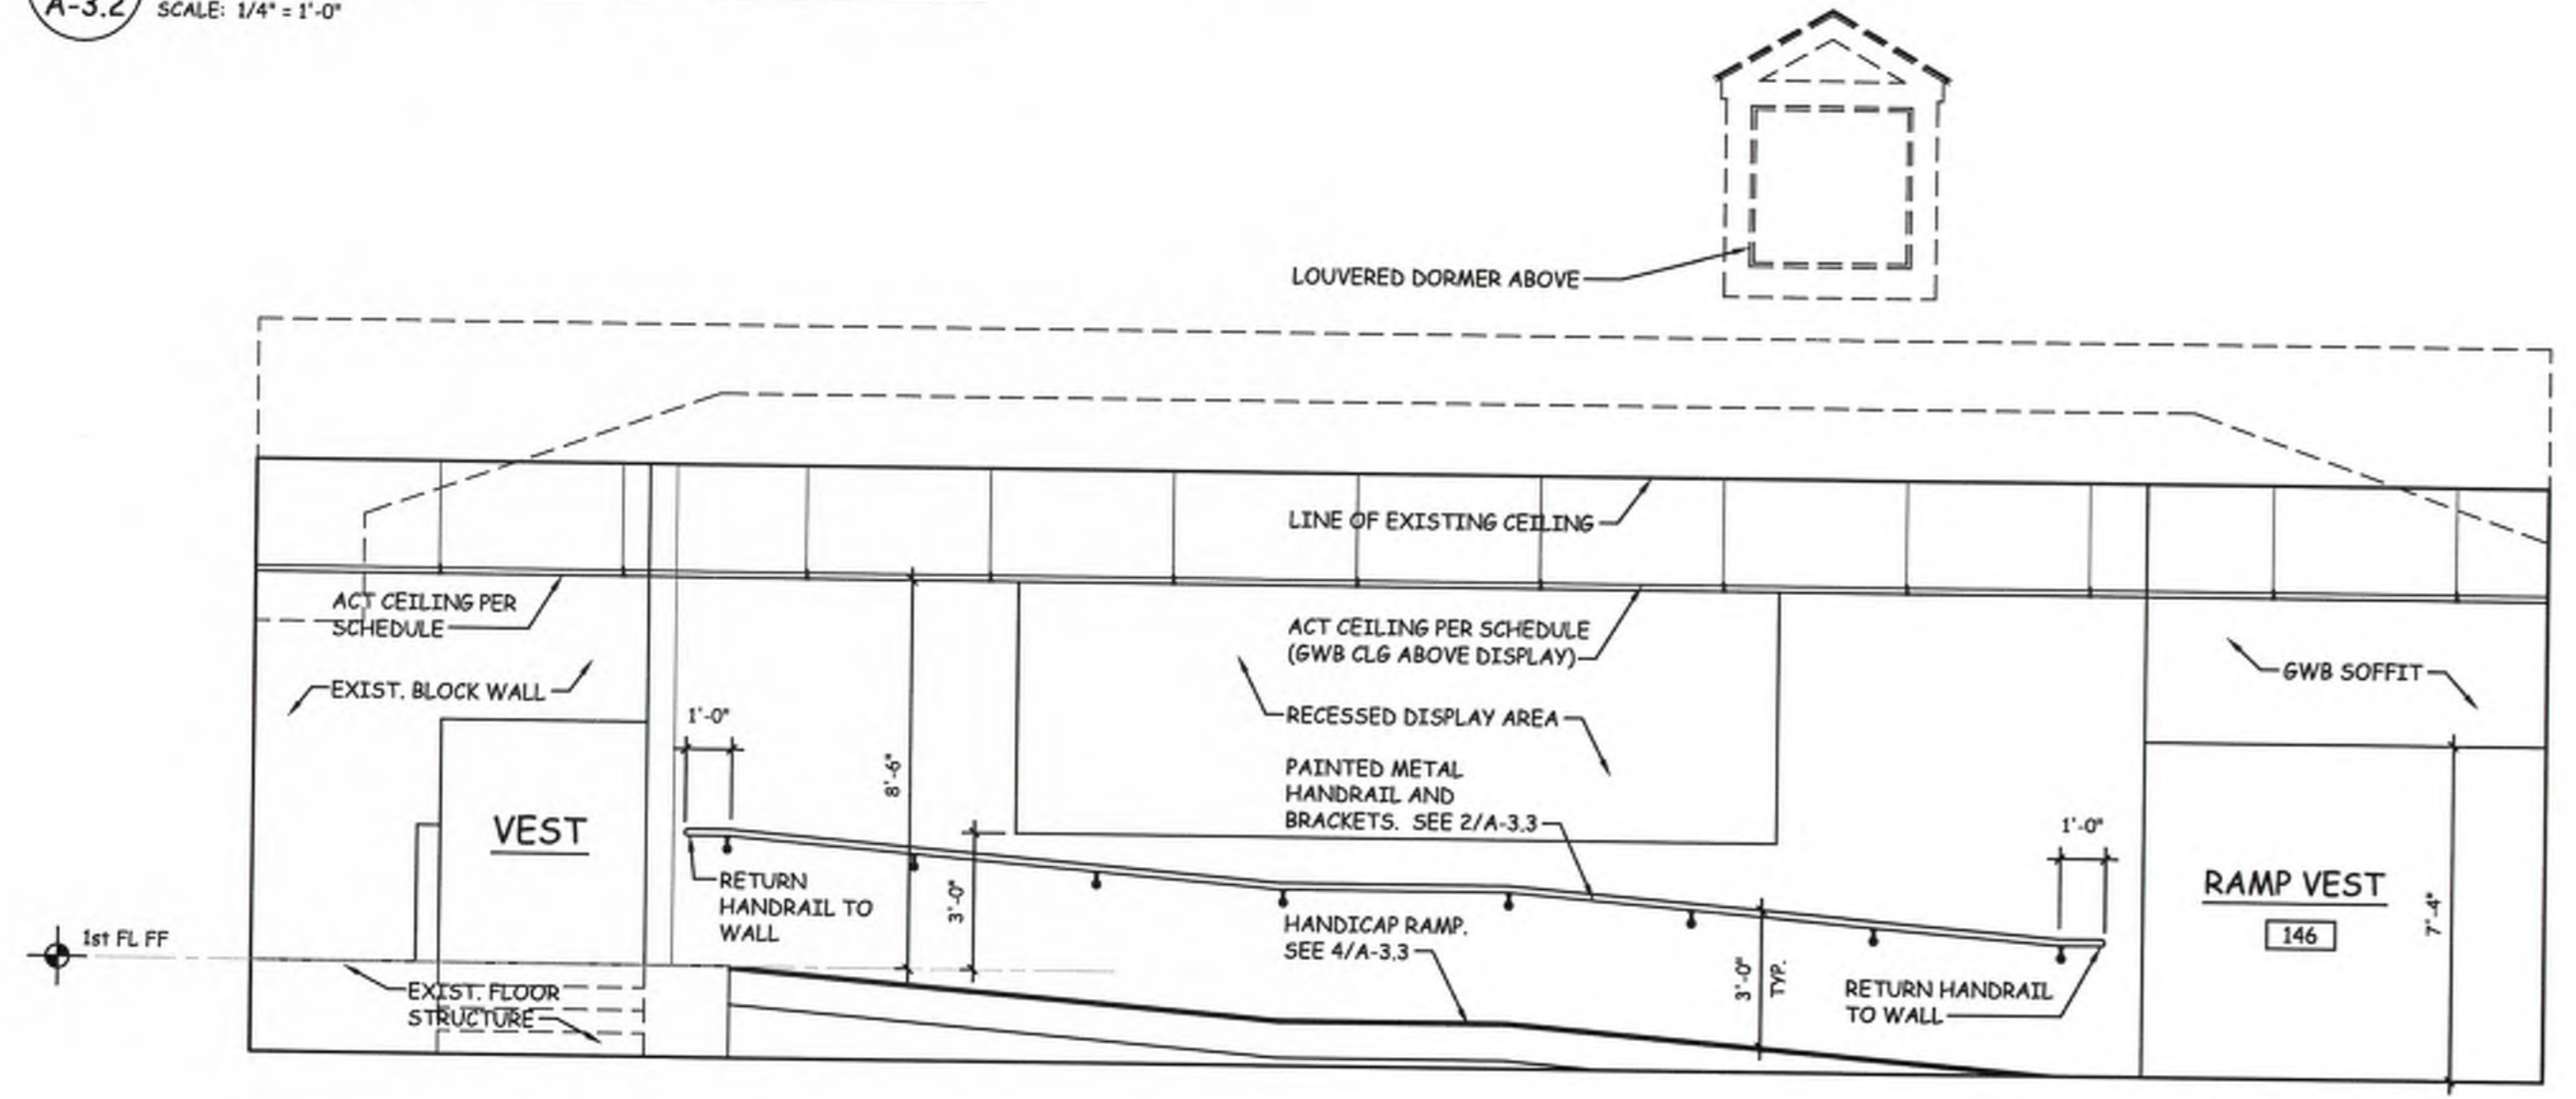 A-3.2
SCALE: 1/4" = 1'-0"
LOUVERED DORMER ABOVE
LINE OF EXISTING CEILING
ACT CEILING PER
SCHEDULE
ACT CEILING PER SCHEDULE
(GWB CLG ABOVE DISPLAY)
GWB SOFFIT
EXIST. BLOCK WALL
1'-0"
RECESSED DISPLAY AREA
8'-6"
PAINTED METAL
HANDRAIL AND
BRACKETS. SEE 2/A-3.3
VEST
1'-0"
RETURN
HANDRAIL TO
WALL
3'-0"
RAMP VEST
146
7'-4"
HANDICAP RAMP.
SEE 4/A-3.3
1st FL FF
3'-0"
TYP.
EXIST. FLOOR
STRUCTURE
RETURN HANDRAIL
TO WALL